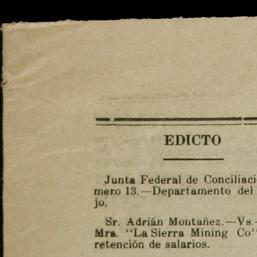 EDICTO
Junta Federal de Conciliaci
mero 13.—Departamento del
jo,
Sr. Adrián Montañez.—Vs.
Mra. "La Sierra Mining Co"
retención de salarios.